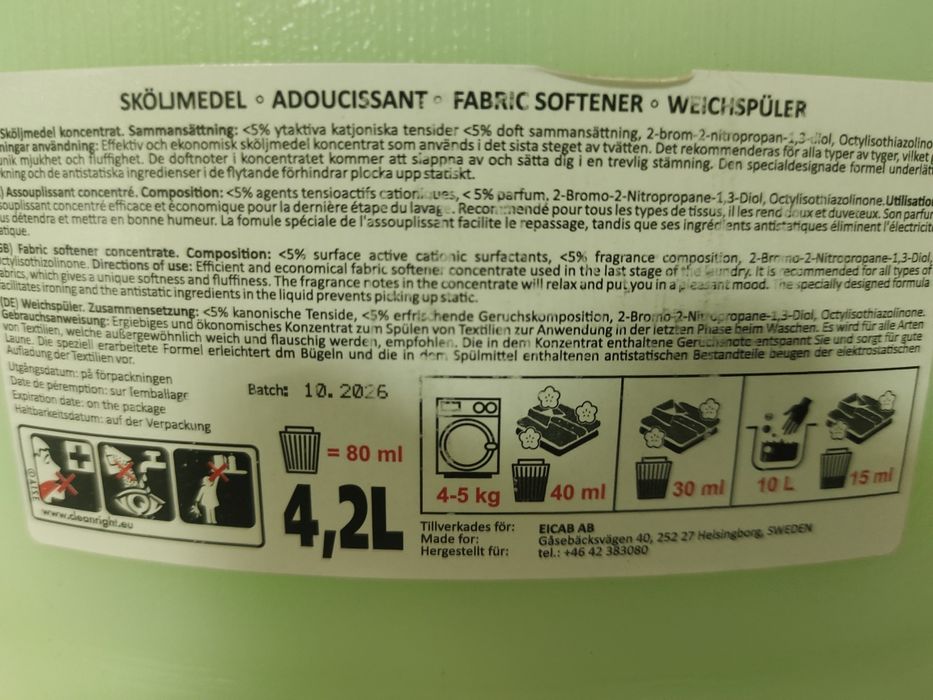 SKÖLJMEDEL ◦ ADOUCISSANT ◦ FABRIC SOFTENER ◦ WEICHSPÜLER
Sköljmedel koncentrat. Sammansättning: <5% ytaktiva katjoniska tensider <5% doft sammansättning, 2-brom-2-nitropropan-1,3-diol, Octylisothiazolino
ningar användning: Effektiv och ekonomisk sköljmedel koncentrat som används i det sista steget av tvätten. Det rekommenderas för alla typer av tyger, vilket
unik mjukhet och fluffighet. De doftnoter i koncentratet kommer att slappna av och sätta dig i en trevlig stämning. Den specialdesignade formel underlät
kning och de antistatiska ingredienser i de flytande förhindrar plocka upp statiskt.
Assouplissant concentré. Composition: <5% agents tensioactifs <5% parfum, 2-Bromo-2-Nitropropane-1,3-Diol, Octylisothiazolinone. Utilisatio
souplissant concentré efficace et économique pour la dernière étape du Recommendé pour tous les types de tissus, il les rend doux et duveteux. Son parfum
us détendra et mettra en bonne humeur. La fomule spéciale de l'assouplissant facilite le repassage, tandis que ses ingrédients antistatiques éliminent l'électricit
atique.
GB) Fabric softener concentrate. Composition: <5% surface active cationic surfactants, <5% fragrance composition, 2-Bromo-2-Nitropropane-1,3-Diol,
ctylisothizolinone. Directions of use: Efficient and economical fabric softener concentrate used in the last stage of the laundry. It is recommended for all types of
abrics, which gives a unique softness and fluffiness. The fragrance notes in the concentrate will relax and put you in a pleasant mood. The specially designed formula
facilitates ironing and the antistatic ingredients in the liquid prevents picking up static.
(DE) Weichspüler. Zusammensetzung: <5% kanonische Tenside, <5% erfrischende Geruchskomposition, 2-Bromo-2-Nitropropane-1,3-Diol, Octylisothiazolinone.
Gebrauchsanweisung: Ergiebiges und ökonomisches Konzentrat zum Spülen von Textilien zur Anwendung in der letzten Phase beim Waschen. Es wird für alle Arten
von Textilien, welche außergewöhnlich weich und flauschig werden, empfohlen. Die in dem Konzentrat enthaltene Geruchsnote entspannt Sie und sorgt für gute
Laune. Die speziell erarbeitete Formel erleichtert dm Bügeln und die in dem Spülmittel enthaltenen antistatischen Bestandteile beugen der elektrostatischen
Aufladung der Textilien vor.
Utgångsdatum: på förpackningen
Date de péremption: sur l'emballage
Expiration date: on the package
Haltbarkeitsdatum: auf der Verpackung
Batch: 10.2026
©AISE
www.cleanright.eu
= 80 ml
4,2L
4-5 kg
40 ml
30 ml
10 L
15 ml
Tillverkades för:
Made for:
Hergestellt für:
EICAB AB
Gåsebäcksvägen 40, 252 27 Helsingborg, SWEDEN
tel.: +46 42 383080